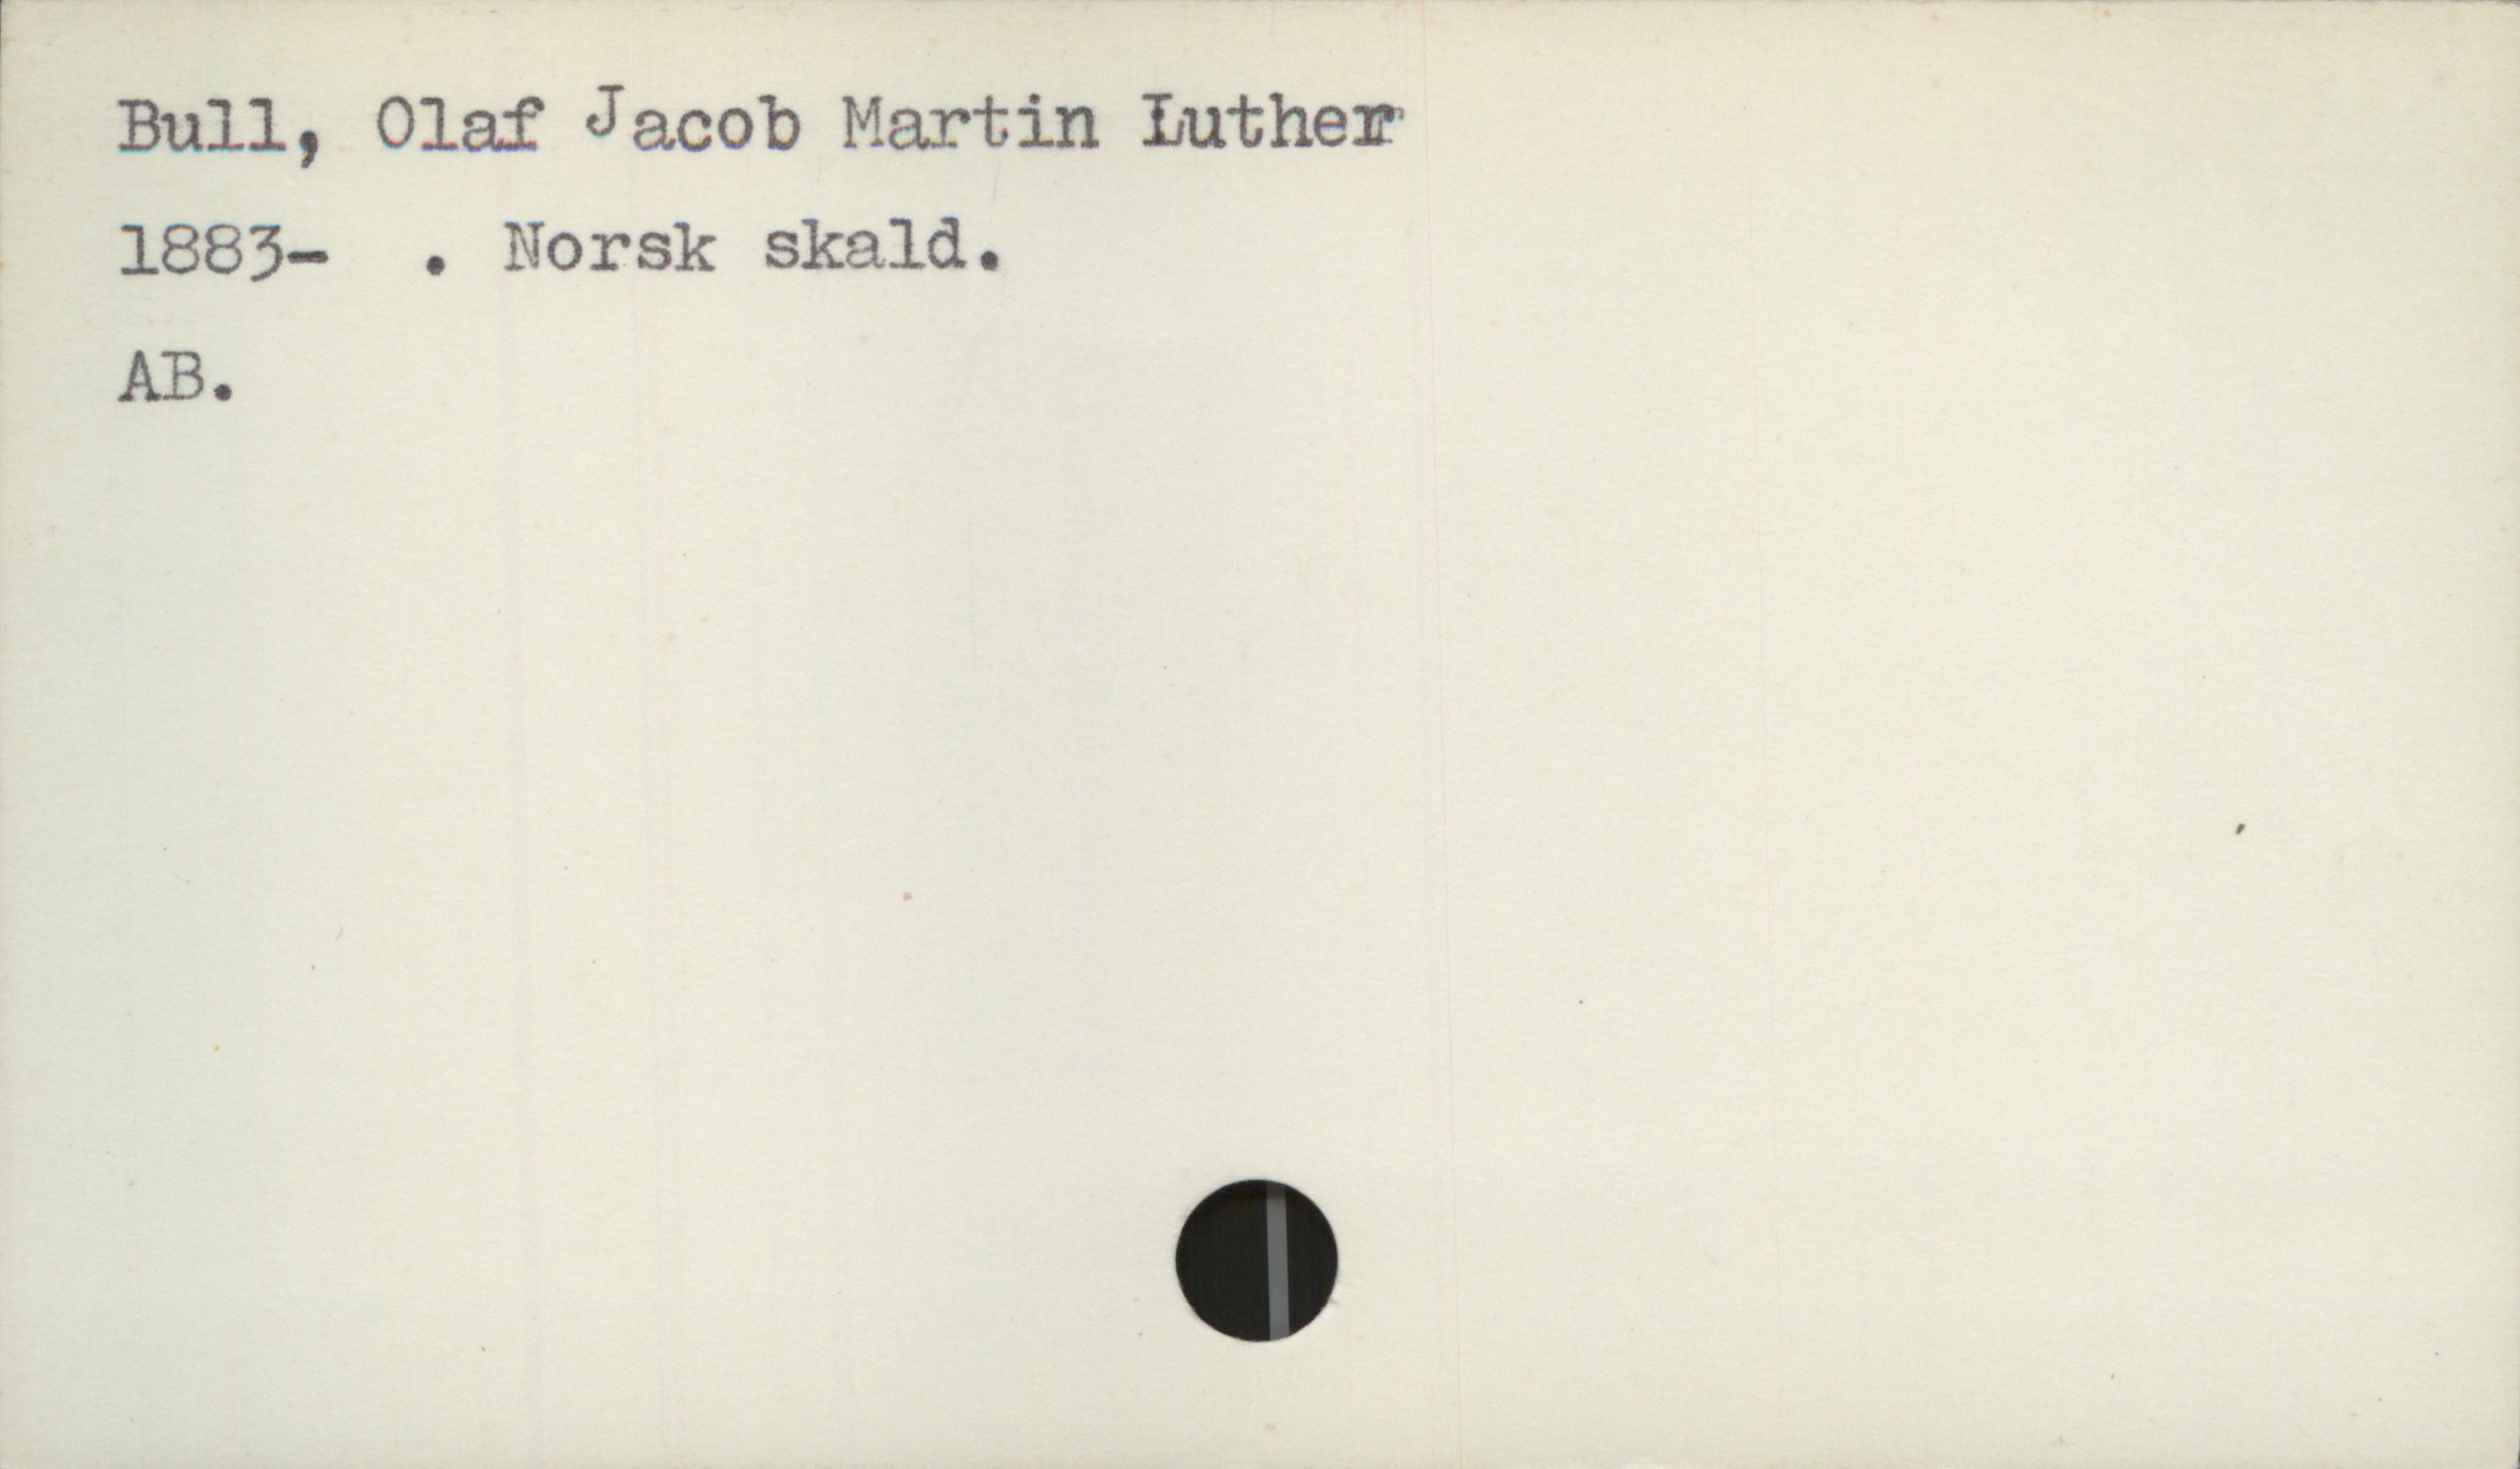 Bull, Olaf Jacob Martin Luther
1883-   . Norsk skald.
AB.